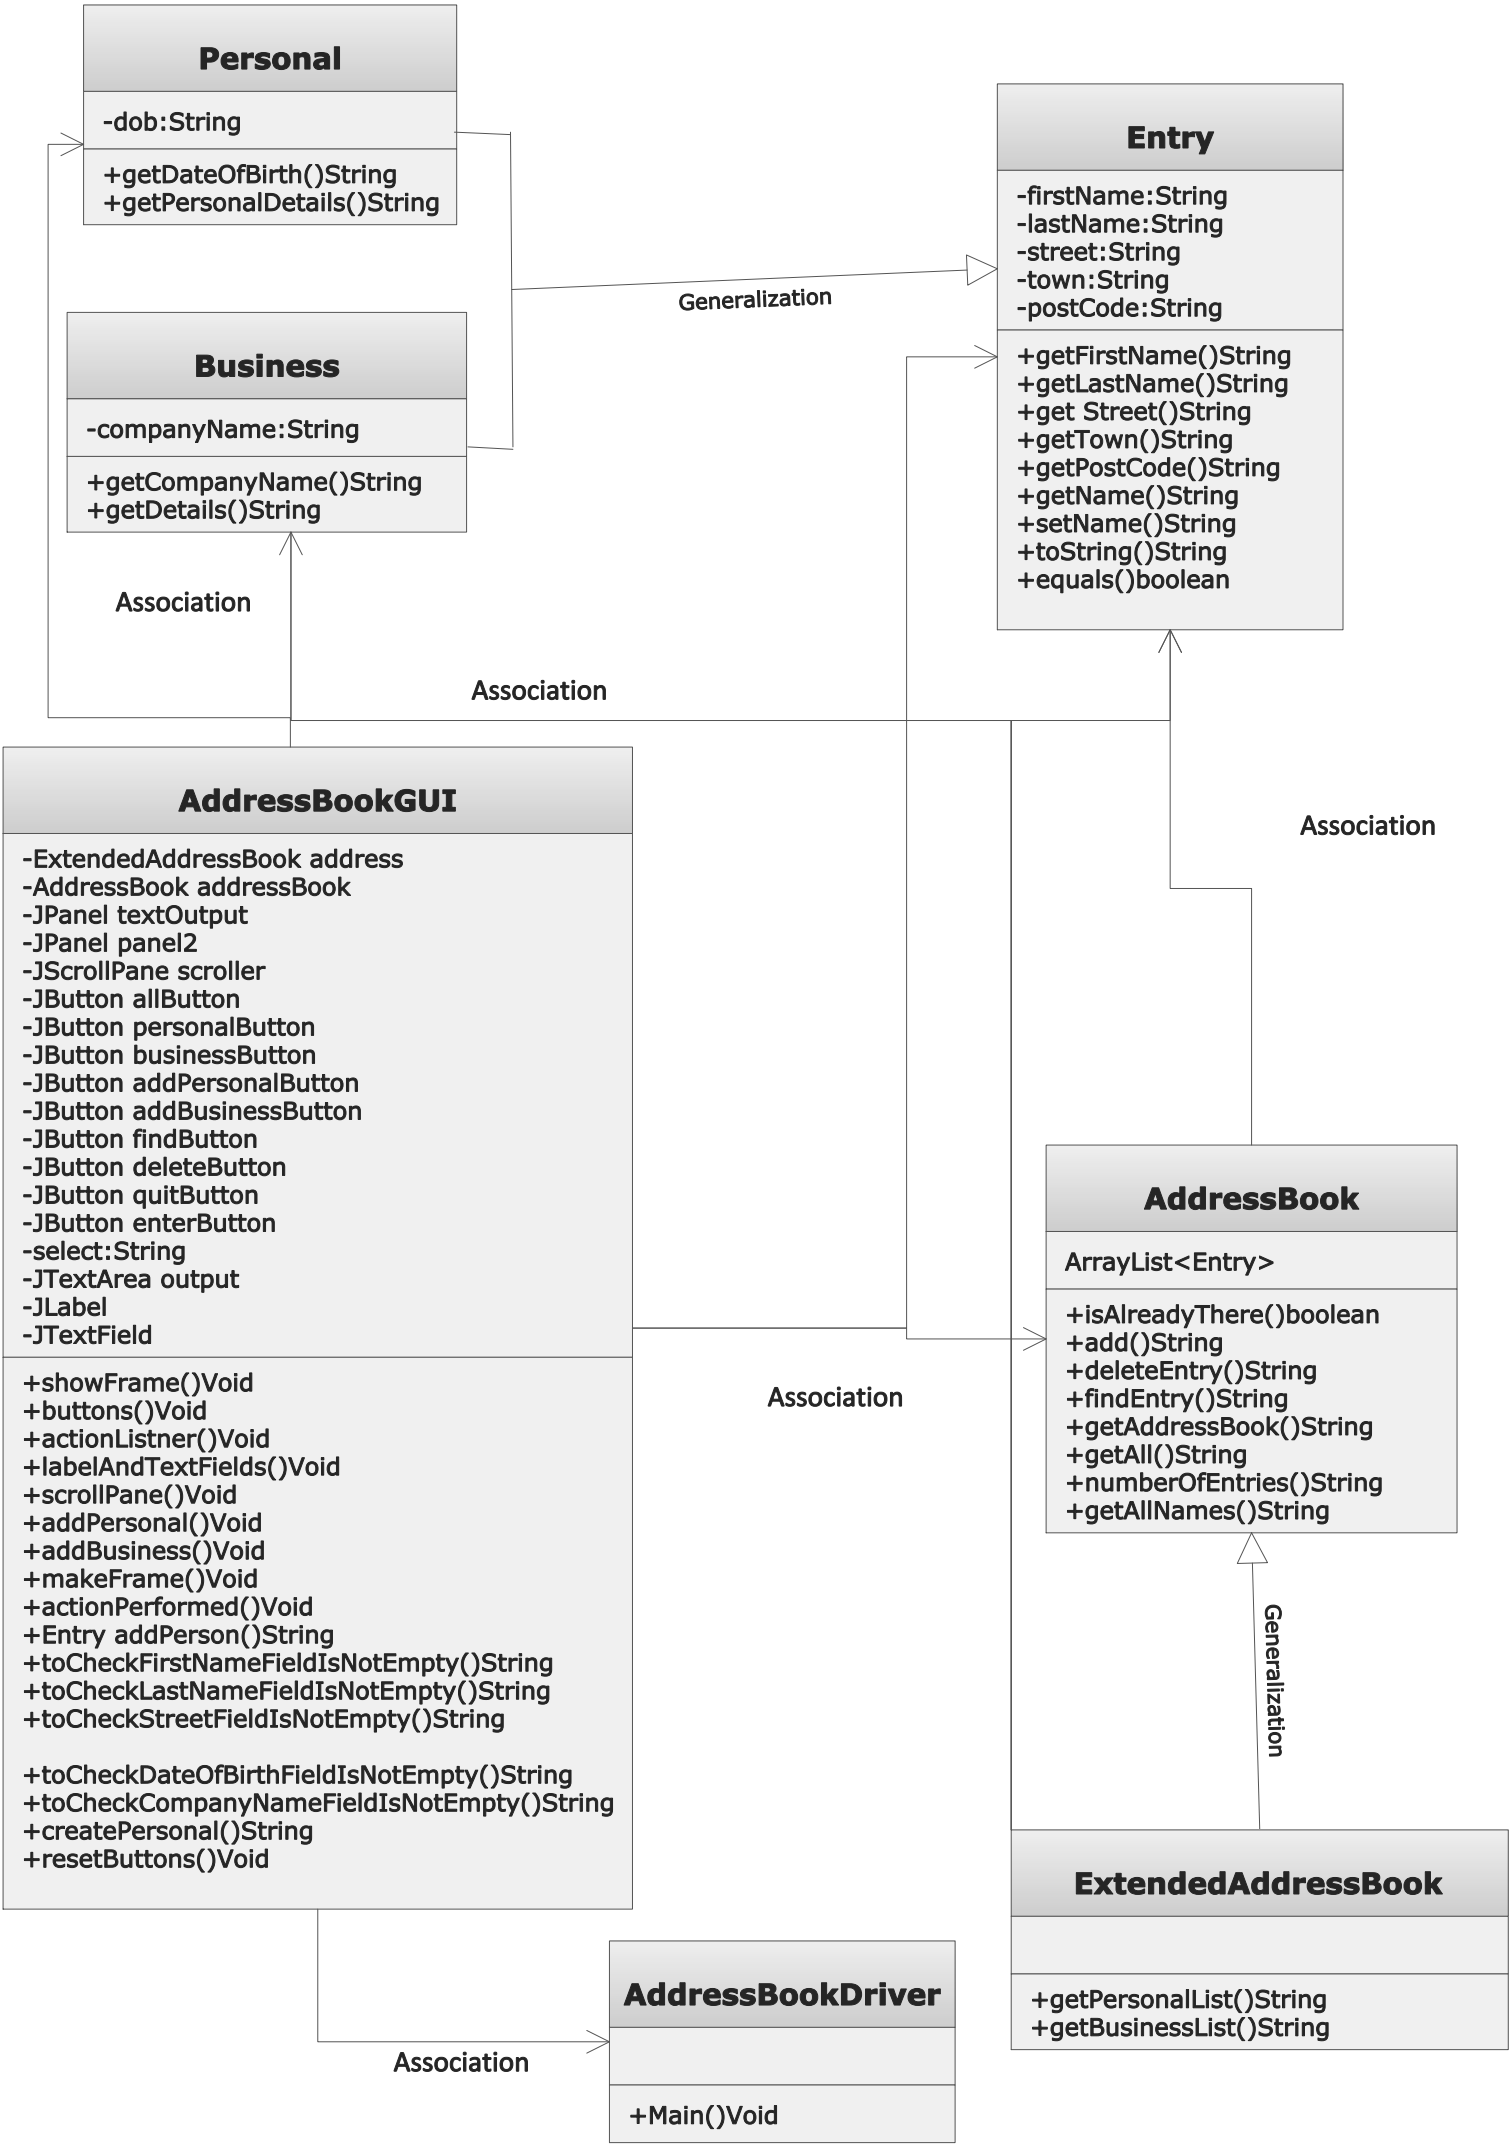 Personal
-dob:String
+getDateOfBirth()String
+getPersonalDetails()String
Entry
-firstName:String
-lastName:String
-street:String
-town:String
-postCode:String
+getFirstName()String
+getLastName()String
+get Street()String
+getTown()String
+getPostCode()String
+getName()String
+setName()String
+toString()String
+equals()boolean
Generalization
Business
-companyName:String
+getCompanyName()String
+getDetails()String
Association
Association
AddressBookGUI
-ExtendedAddressBook address
-AddressBook addressBook
-JPanel textOutput
-JPanel panel2
-JScrollPane scroller
-JButton allButton
-JButton personalButton
-JButton businessButton
-JButton addPersonalButton
-JButton addBusinessButton
-JButton findButton
-JButton deleteButton
-JButton quitButton
-JButton enterButton
-select:String
-JTextArea output
-JLabel
-JTextField
+showFrame()Void
+buttons()Void
+actionListner()Void
+labelAndTextFields()Void
+scrollPane()Void
+addPersonal()Void
+addBusiness()Void
+makeFrame()Void
+actionPerformed()Void
+Entry addPerson()String
+toCheckFirstNameFieldIsNotEmpty()String
+toCheckLastNameFieldIsNotEmpty()String
+toCheckStreetFieldIsNotEmpty()String
+toCheckDateOfBirthFieldIsNotEmpty()String
+toCheckCompanyNameFieldIsNotEmpty()String
+createPersonal()String
+resetButtons()Void
Association
Association
AddressBook
ArrayList<Entry>
+isAlreadyThere()boolean
+add()String
+deleteEntry()String
+findEntry()String
+getAddressBook()String
+getAll()String
+numberOfEntries()String
+getAllNames()String
Generalization
ExtendedAddressBook
+getPersonalList()String
+getBusinessList()String
Association
AddressBookDriver
+Main()Void